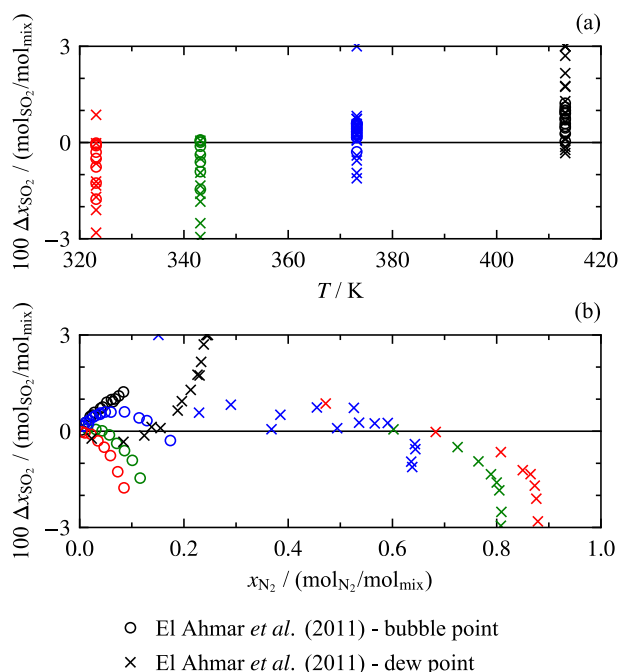 (a)
3
0
−3
100 Δx_SO₂ / (mol_SO₂/mol_mix)
320 340 360 380 400 420
T / K
(b)
3
0
−3
100 Δx_SO₂ / (mol_SO₂/mol_mix)
0.0 0.2 0.4 0.6 0.8 1.0
x_N₂ / (mol_N₂/mol_mix)
El Ahmar et al. (2011) - bubble point
El Ahmar et al. (2011) - dew point